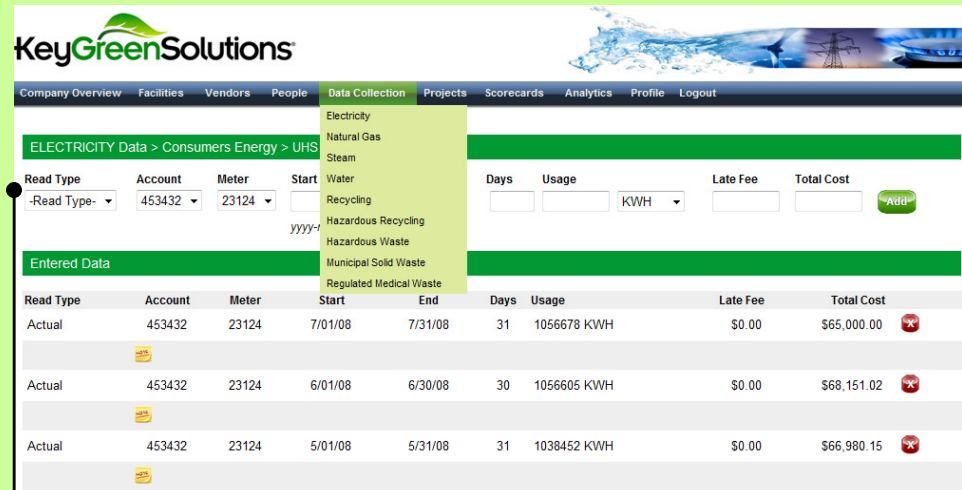 KeyGreenSolutions
Company Overview Facilities Vendors People Data Collection Projects Scorecards Analytics Profile Logout
Electricity
Natural Gas
Steam
Water
Recycling
Hazardous Recycling
Hazardous Waste
Municipal Solid Waste
Regulated Medical Waste
ELECTRICITY Data > Consumers Energy > UHS
Read Type Account Meter Start Days Usage Late Fee Total Cost
-Read Type- 453432 23124 KWH Add
Entered Data
Read Type Account Meter Start End Days Usage Late Fee Total Cost
Actual 453432 23124 7/01/08 7/31/08 31 1056678 KWH $0.00 $65,000.00 X
Actual 453432 23124 6/01/08 6/30/08 30 1056605 KWH $0.00 $68,151.02 X
Actual 453432 23124 5/01/08 5/31/08 31 1038452 KWH $0.00 $66,980.15 X